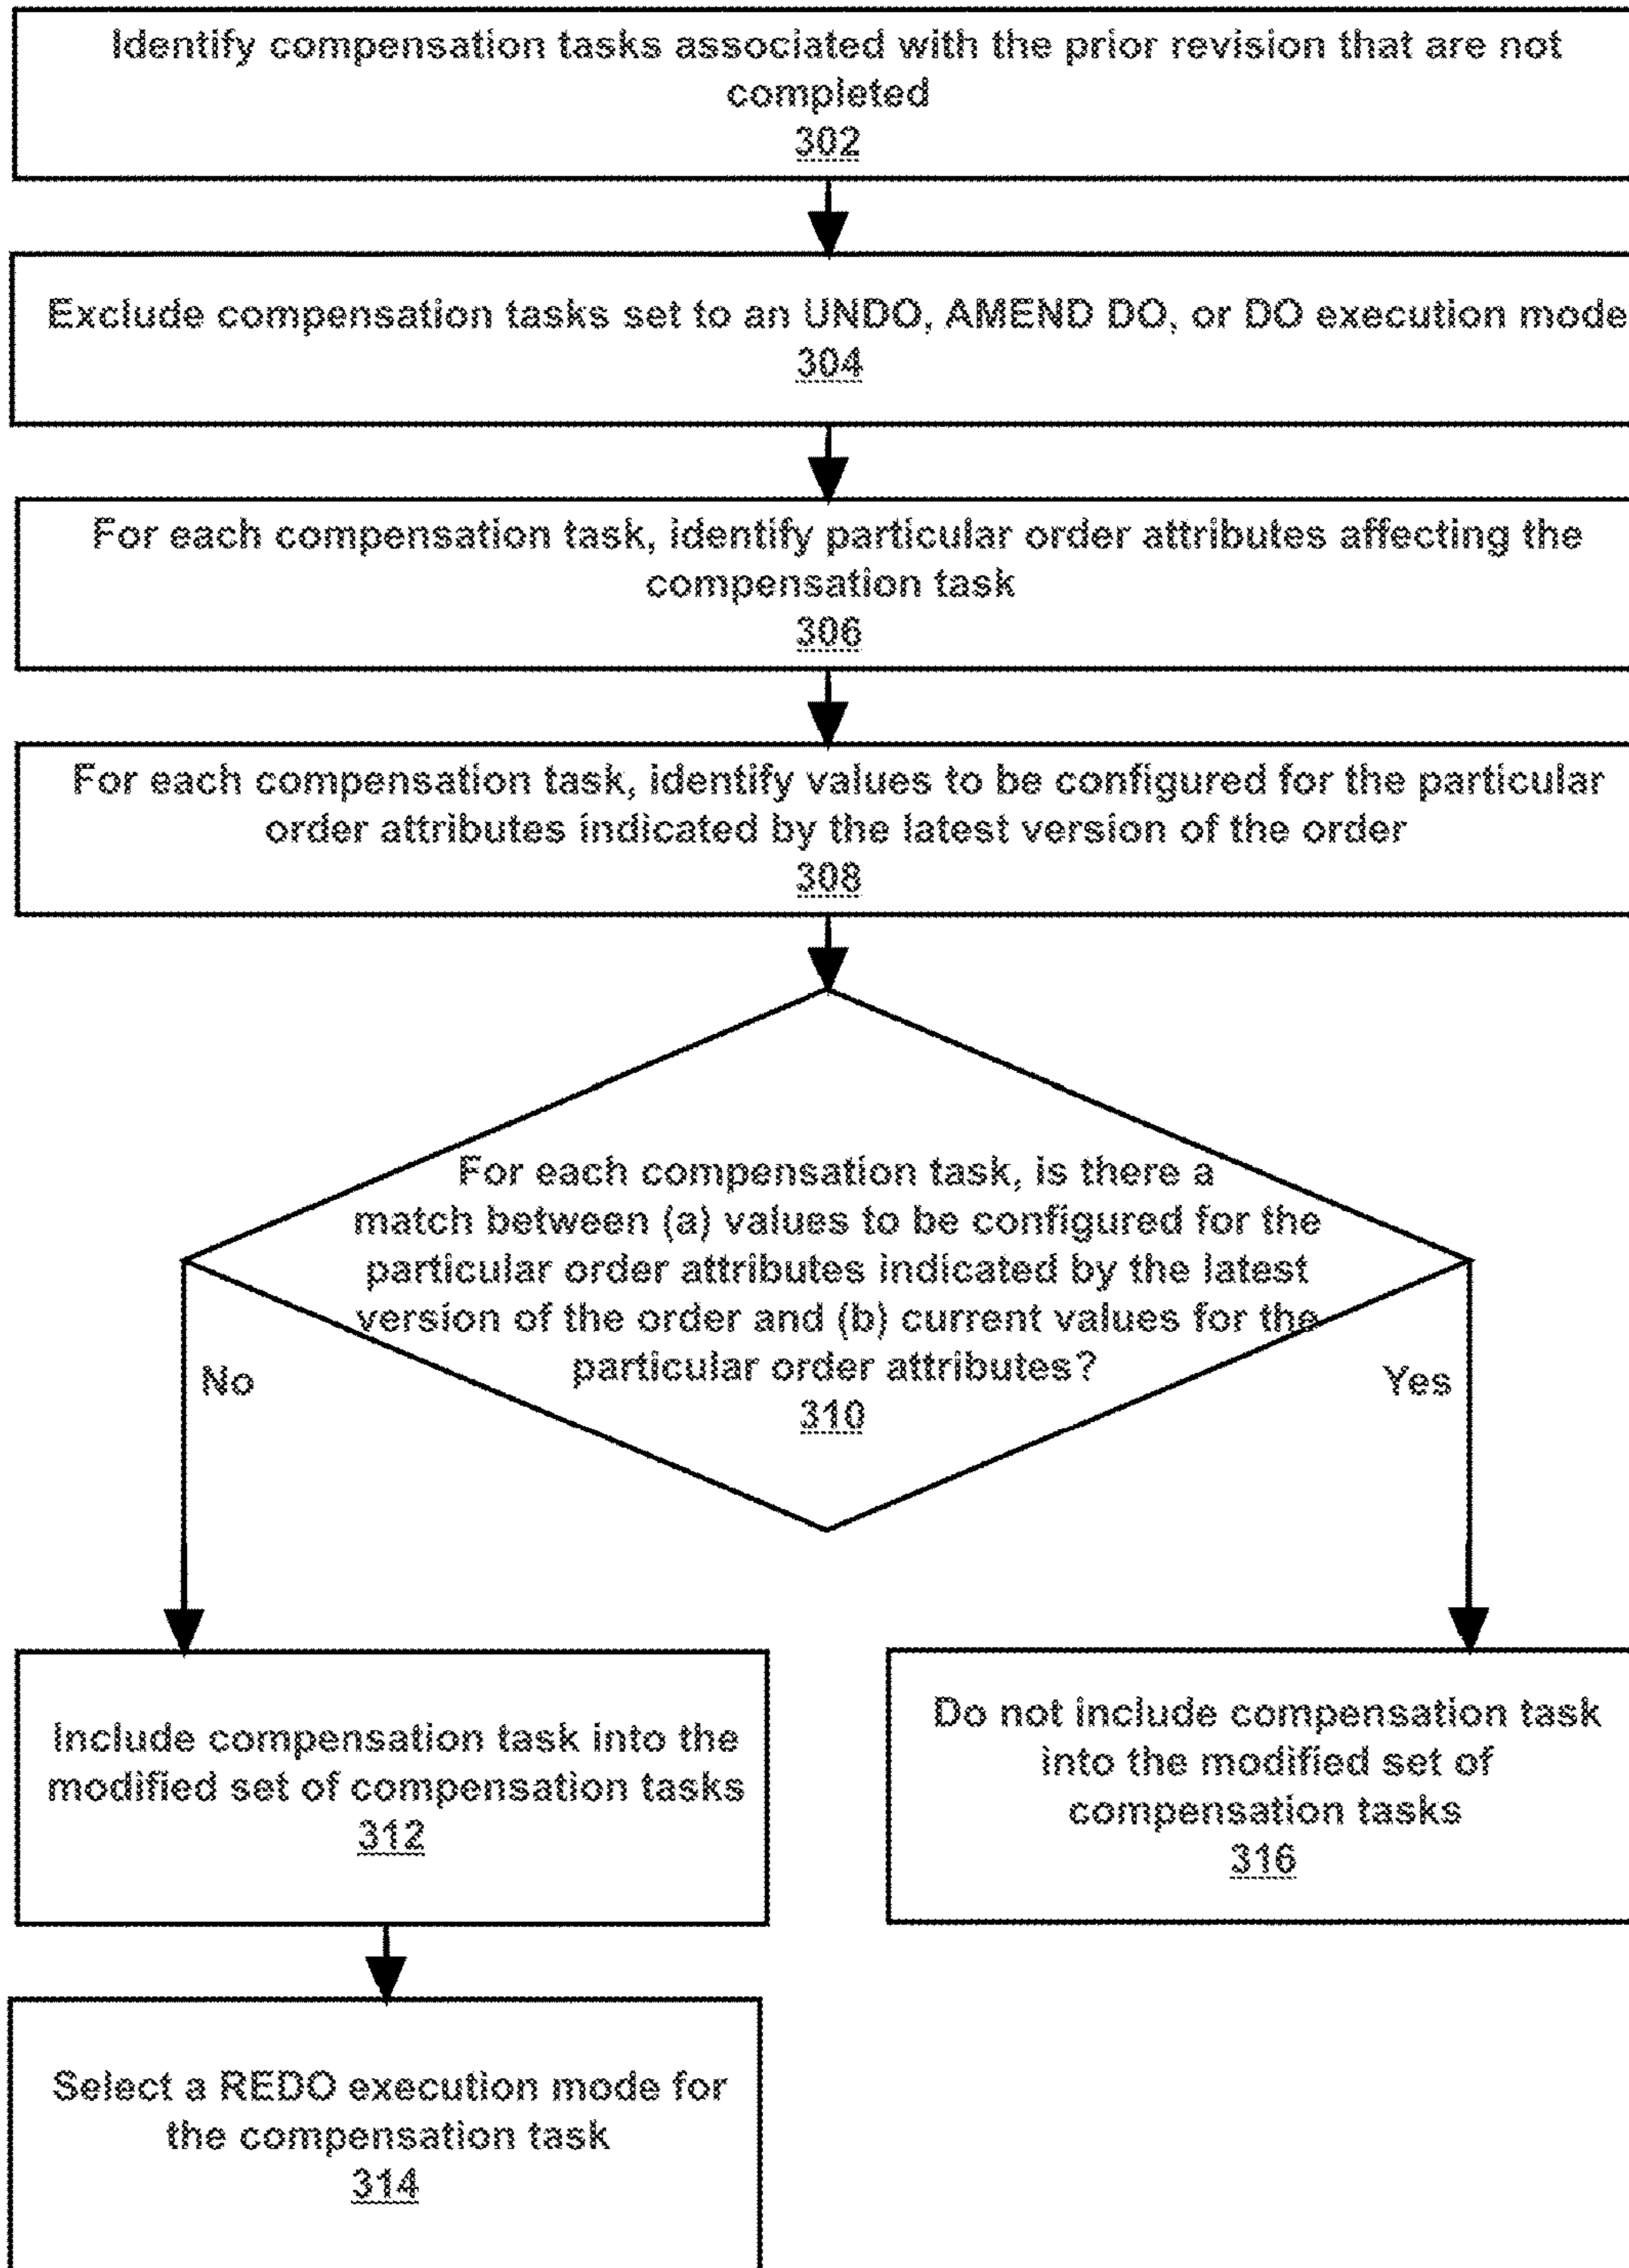 Identify compensation tasks associated with the prior revision that are not
completed
302
Exclude compensation tasks set to an UNDO, AMEND DO, or DO execution mode
304
For each compensation task, identify particular order attributes affecting the
compensation task
306
For each compensation task, identify values to be configured for the particular
order attributes indicated by the latest version of the order
308
For each compensation task, is there a
match between (a) values to be configured for the
particular order attributes indicated by the latest
version of the order and (b) current values for the
particular order attributes?
310
No
Yes
Include compensation task into the
modified set of compensation tasks
312
Do not include compensation task
into the modified set of
compensation tasks
316
Select a REDO execution mode for
the compensation task
314